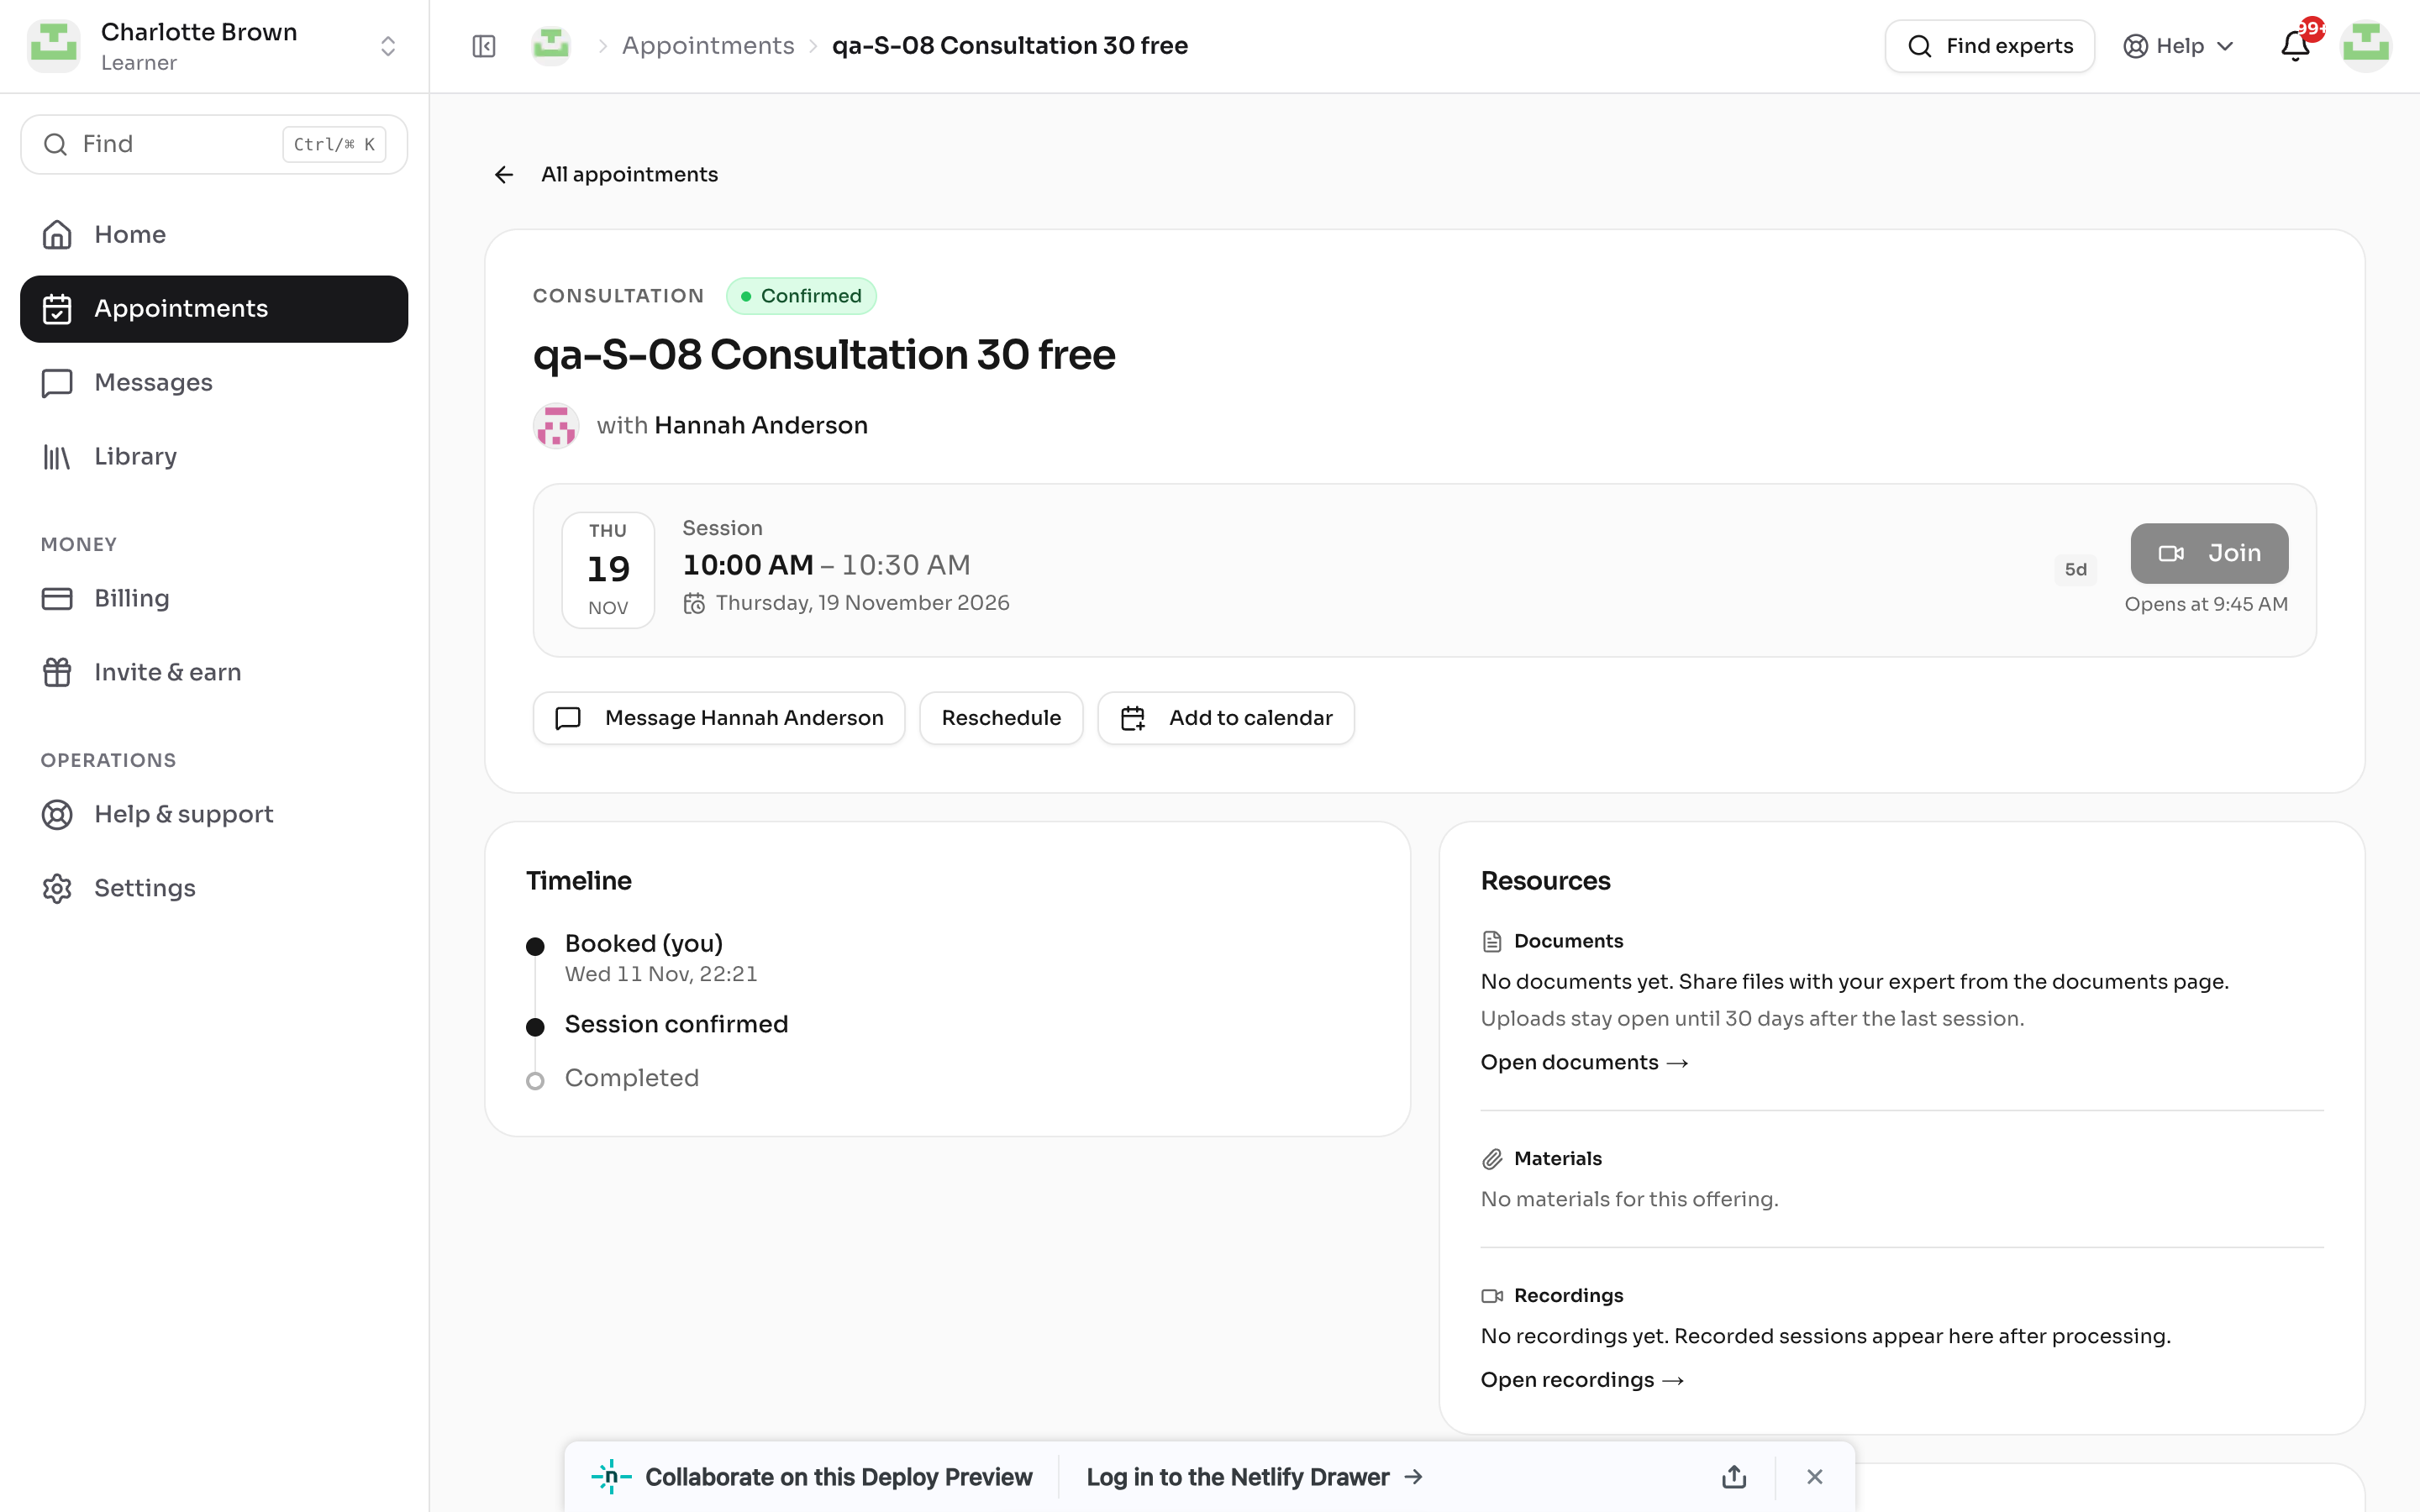 Charlotte Brown
Learner
Appointments
qa-S-08 Consultation 30 free
Find experts
Help
99+
Find
Ctrl/⌘ K
Home
Appointments
Messages
Library
MONEY
Billing
Invite & earn
OPERATIONS
Help & support
Settings
All appointments
CONSULTATION
Confirmed
qa-S-08 Consultation 30 free
with Hannah Anderson
THU
19
NOV
Session
10:00 AM – 10:30 AM
Thursday, 19 November 2026
5d
Join
Opens at 9:45 AM
Message Hannah Anderson
Reschedule
Add to calendar
Timeline
Booked (you)
Wed 11 Nov, 22:21
Session confirmed
Completed
Resources
Documents
No documents yet. Share files with your expert from the documents page.
Uploads stay open until 30 days after the last session.
Open documents →
Materials
No materials for this offering.
Recordings
No recordings yet. Recorded sessions appear here after processing.
Open recordings →
Collaborate on this Deploy Preview
Log in to the Netlify Drawer →